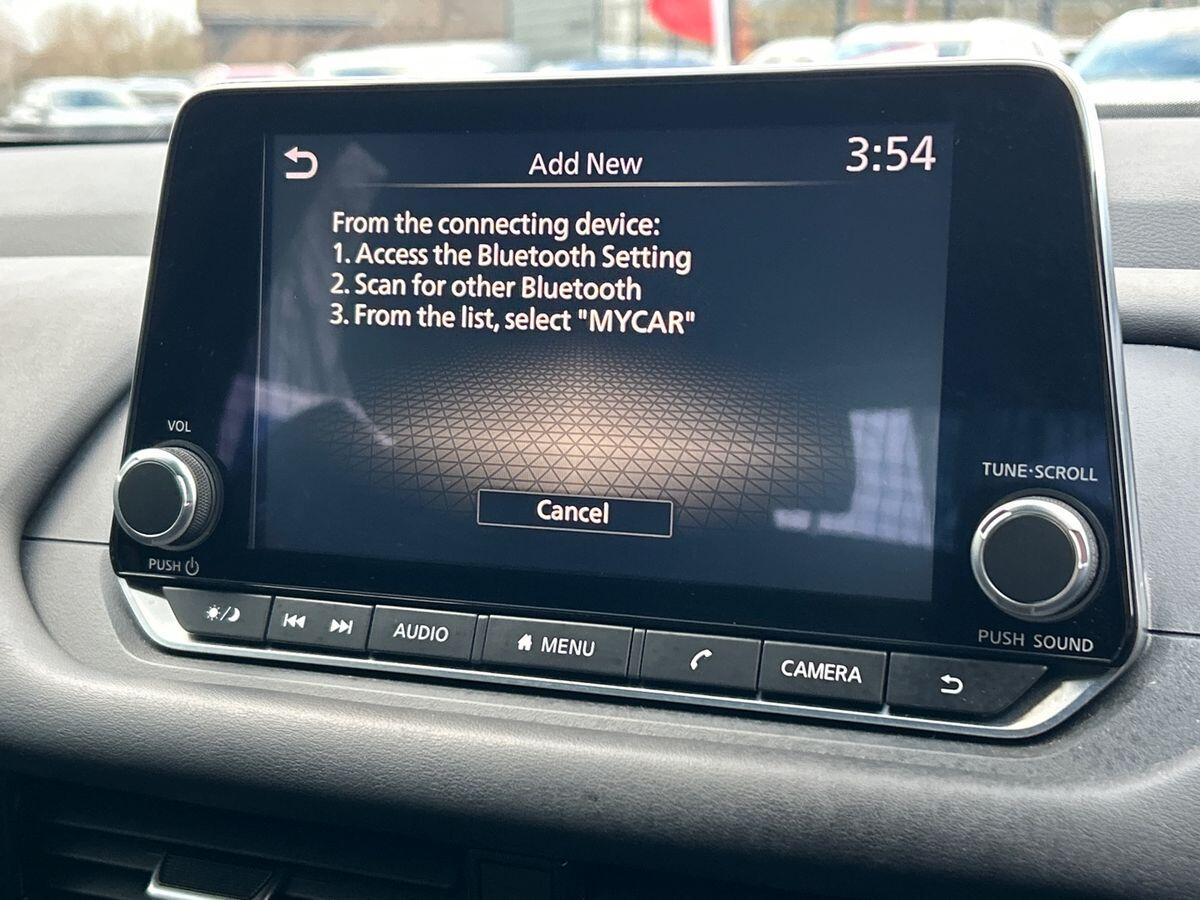 Add New
3:54
From the connecting device:
1. Access the Bluetooth Setting
2. Scan for other Bluetooth
3. From the list, select "MYCAR"
Cancel
VOL
PUSH
TUNE·SCROLL
PUSH SOUND
AUDIO
MENU
CAMERA